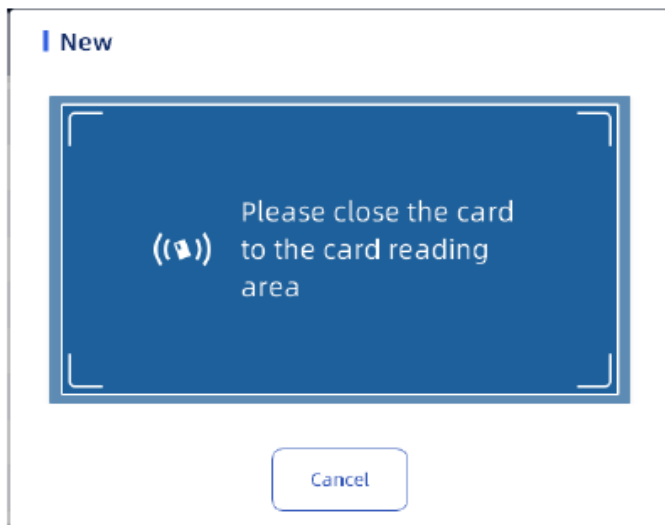 New
Please close the card
to the card reading
area
Cancel